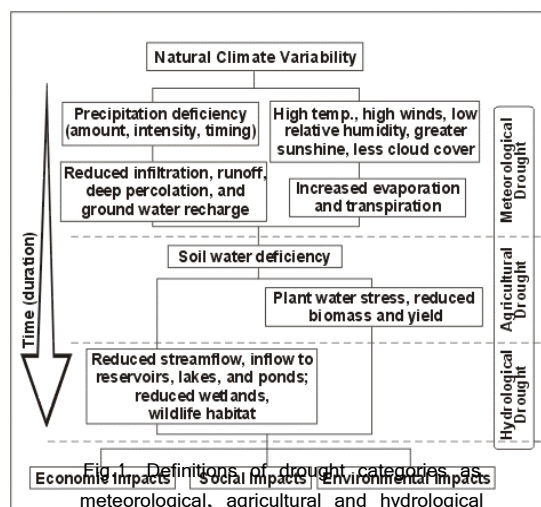 Natural Climate Variability
Precipitation deficiency
(amount, intensity, timing)
High temp., high winds, low
relative humidity, greater
sunshine, less cloud cover
Reduced infiltration, runoff,
deep percolation, and
ground water recharge
Increased evaporation
and transpiration
Meteorological
Drought
Soil water deficiency
Plant water stress, reduced
biomass and yield
Agricultural
Drought
Time (duration)
Reduced streamflow, inflow to
reservoirs, lakes, and ponds;
reduced wetlands,
wildlife habitat
Hydrological
Drought
Economic Impacts
Social Impacts
Environmental Impacts
Fig.1 Definitions of drought categories as
meteorological, agricultural and hydrological